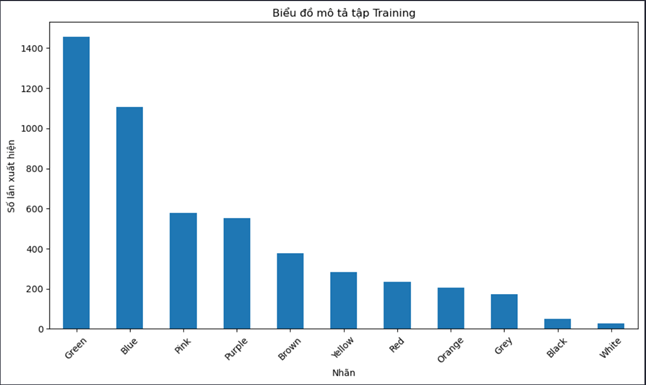 Biểu đồ mô tả tập Training
Số lần xuất hiện
1400
1200
1000
800
600
400
200
0
Green Blue Pink Purple Brown Yellow Red Orange Grey Black White
Nhãn